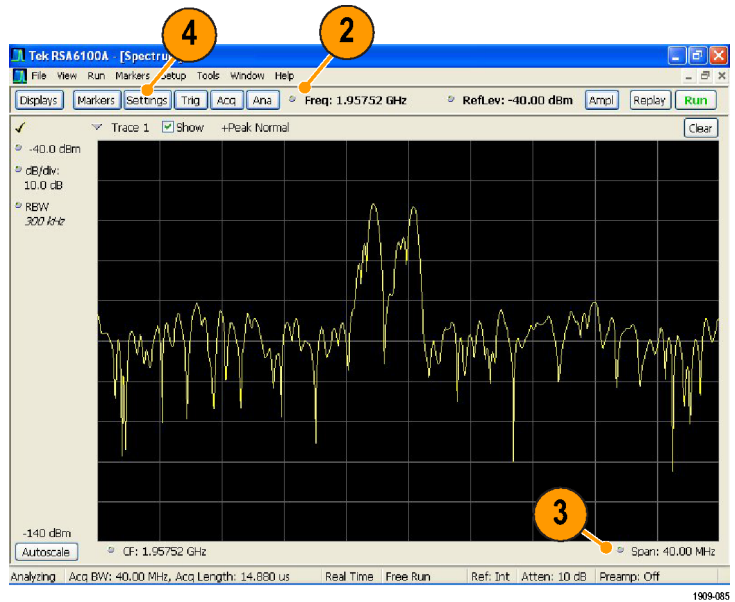 4
2
Tek RSA6100A - [Spectru
File View Run Markers Setup Tools Window Help
Displays Markers Settings Trig Acq Ana Freq: 1.95752 GHz RefLev: -40.00 dBm Ampl Replay Run
Trace 1 Show +Peak Normal Clear
-40.0 dBm
dB/div:
10.0 dB
RBW
300 kHz
3
-140 dBm
Autoscale CF: 1.95752 GHz Span: 40.00 MHz
Analyzing Acq BW: 40.00 MHz, Acq Length: 14.880 us Real Time Free Run Ref: Int Atten: 10 dB Preamp: Off
1909-085